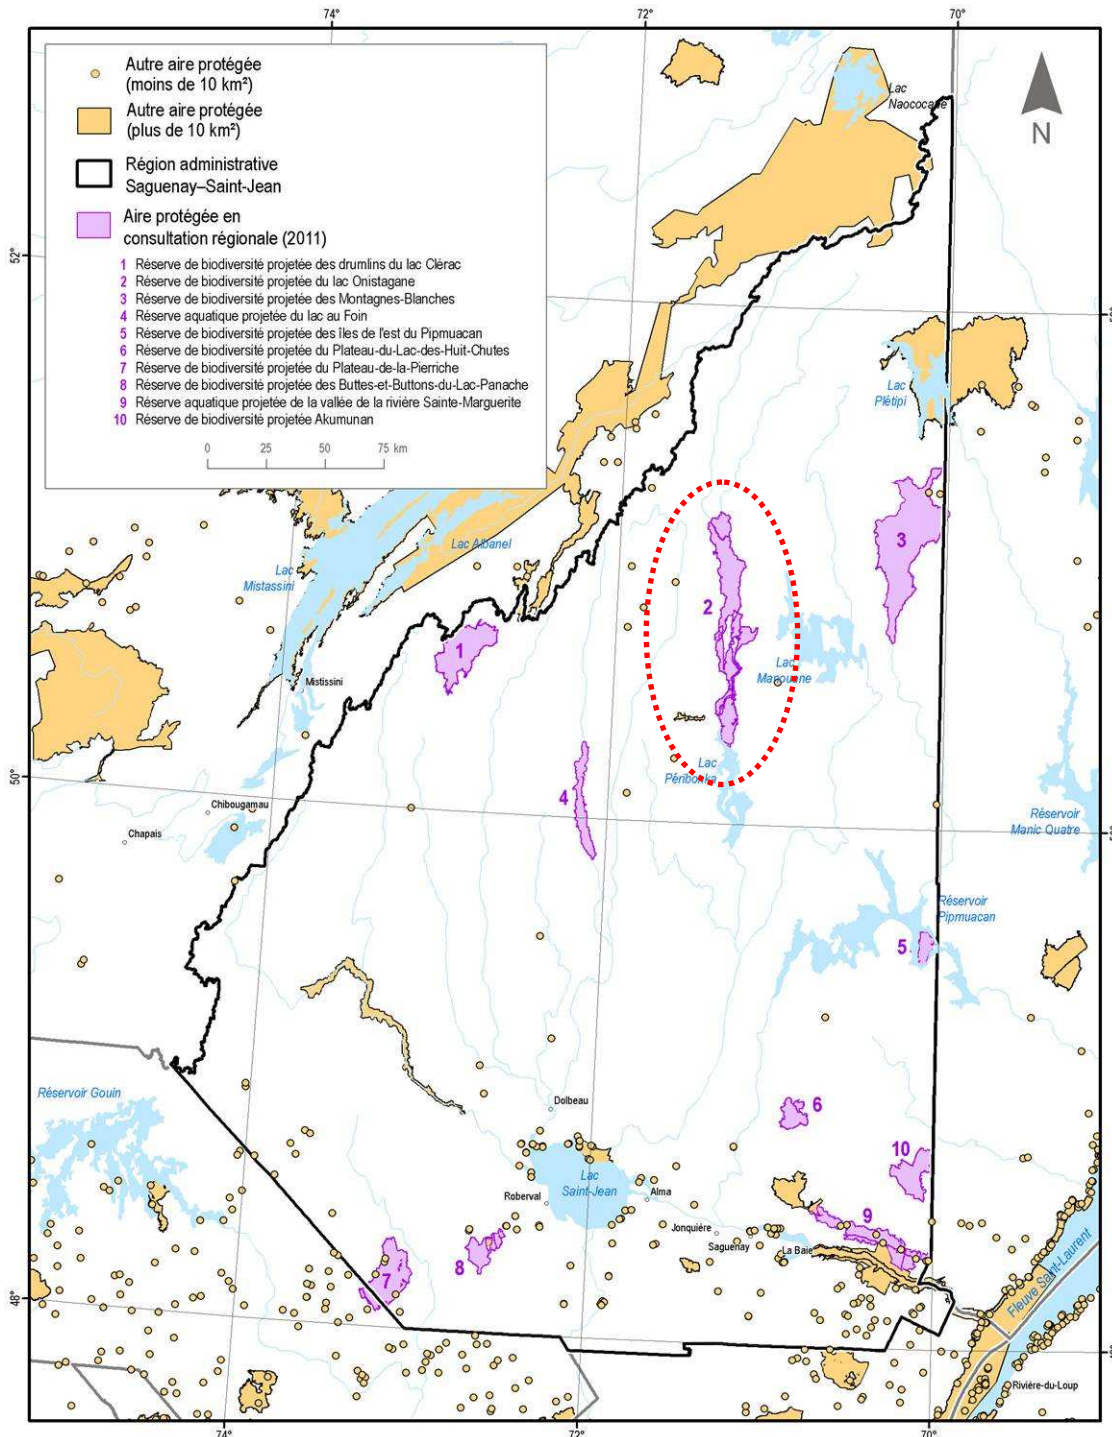 74°
72°
70°
Autre aire protégée
(moins de 10 km²)
Autre aire protégée
(plus de 10 km²)
Région administrative
Saguenay–Saint-Jean
Aire protégée en
consultation régionale (2011)
1 Réserve de biodiversité projetée des drumlins du lac Clérac
2 Réserve de biodiversité projetée du lac Onistagane
3 Réserve de biodiversité projetée des Montagnes-Blanches
4 Réserve aquatique projetée du lac au Foin
5 Réserve de biodiversité projetée des îles de l'est du Pipmuacan
6 Réserve de biodiversité projetée du Plateau-du-Lac-des-Huit-Chutes
7 Réserve de biodiversité projetée du Plateau-de-la-Pierriche
8 Réserve de biodiversité projetée des Buttes-et-Buttons-du-Lac-Panache
9 Réserve aquatique projetée de la vallée de la rivière Sainte-Marguerite
10 Réserve de biodiversité projetée Akumunan
0 25 50 75 km
N
Lac
Naococane
52°
Lac
Plétipi
Lac Albanel
Lac
Mistassini
3
2
1
Lac
Manouane
Mistissini
50°
Lac
Péribonka
4
Chibougamau
Chapais
Réservoir
Manic Quatre
Réservoir
Pipmuacan
5
Réservoir Gouin
Dolbeau
6
10
Lac
Saint-Jean
Roberval
Alma
9
Jonquière
Saguenay
La Baie
8
7
48°
Fleuve Saint-Laurent
Rivière-du-Loup
74°
72°
70°